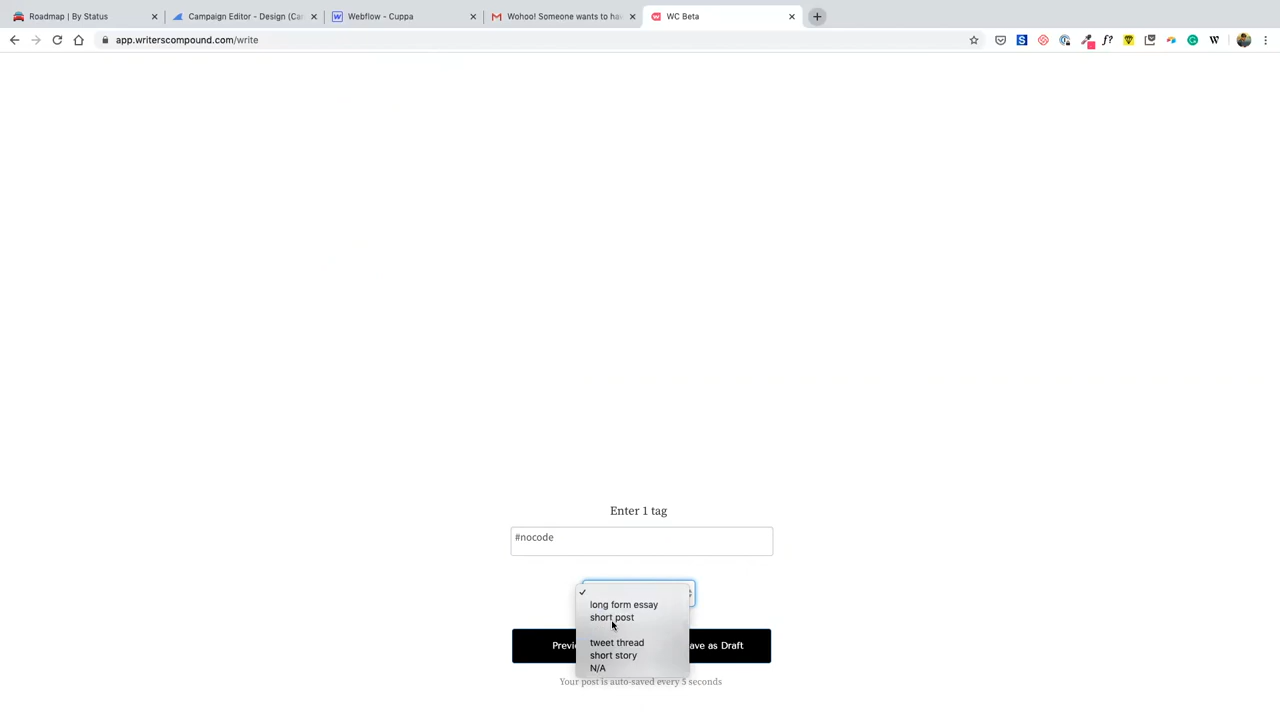 Roadmap | By Status
Campaign Editor - Design (Ca
Webflow - Cuppa
Wohoo! Someone wants to ha
WC Beta
app.writerscompound.com/write
Enter 1 tag
#nocode
long form essay
short post
tweet thread
short story
N/A
Previ
ave as Draft
Your post is auto-saved every 5 seconds